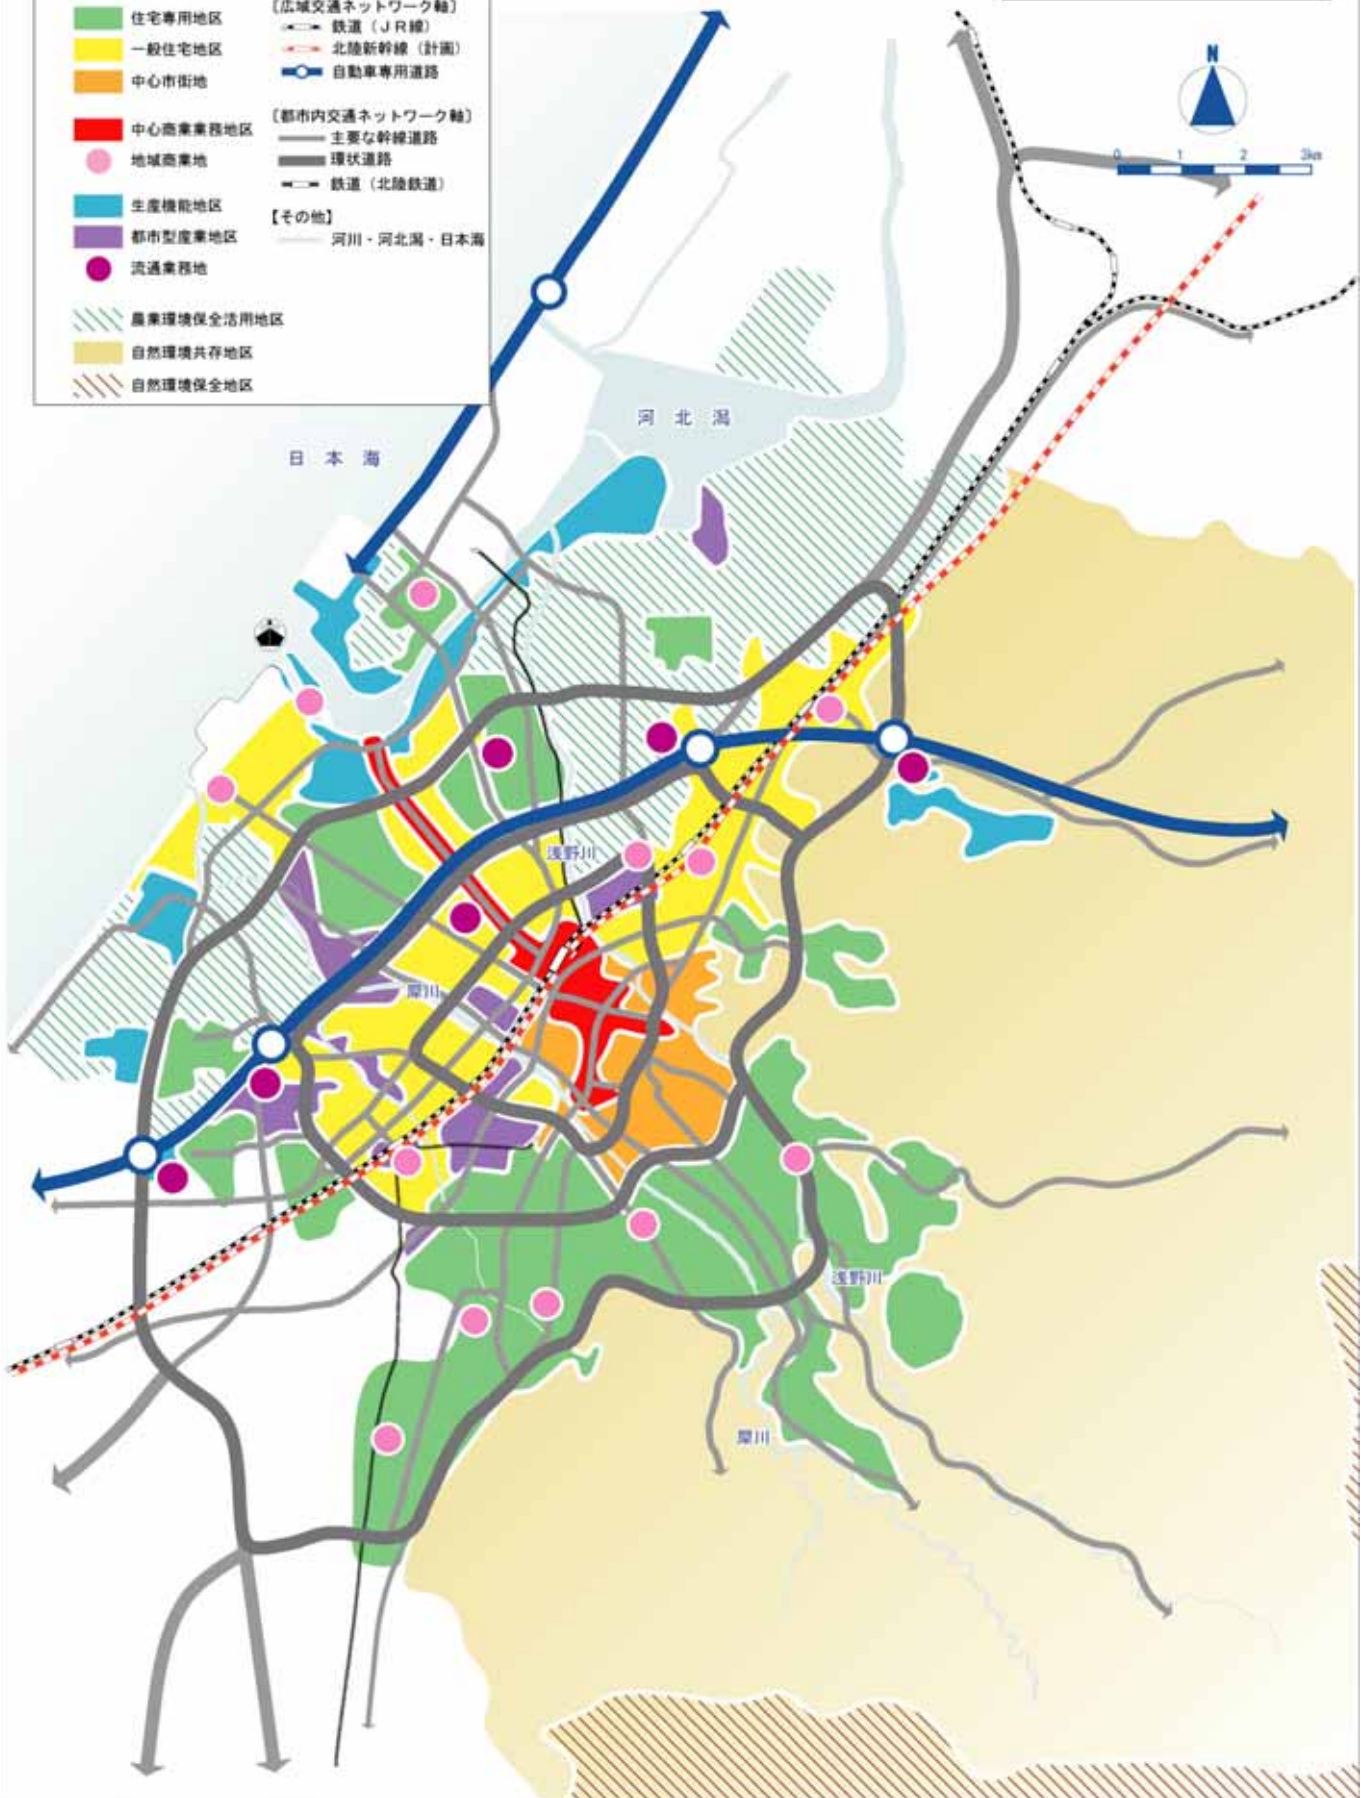 住宅専用地区
一般住宅地区
中心市街地
中心商業業務地区
地域商業地
生産機能地区
都市型産業地区
流通業務地
農業環境保全活用地区
自然環境共存地区
自然環境保全地区
〔広域交通ネットワーク軸〕
鉄道（ＪＲ線）
北陸新幹線（計画）
自動車専用道路
〔都市内交通ネットワーク軸〕
主要な幹線道路
環状道路
鉄道（北陸鉄道）
【その他】
河川・河北潟・日本海
N
0 1 2 3km
河北潟
日本海
浅野川
犀川
浅野川
犀川